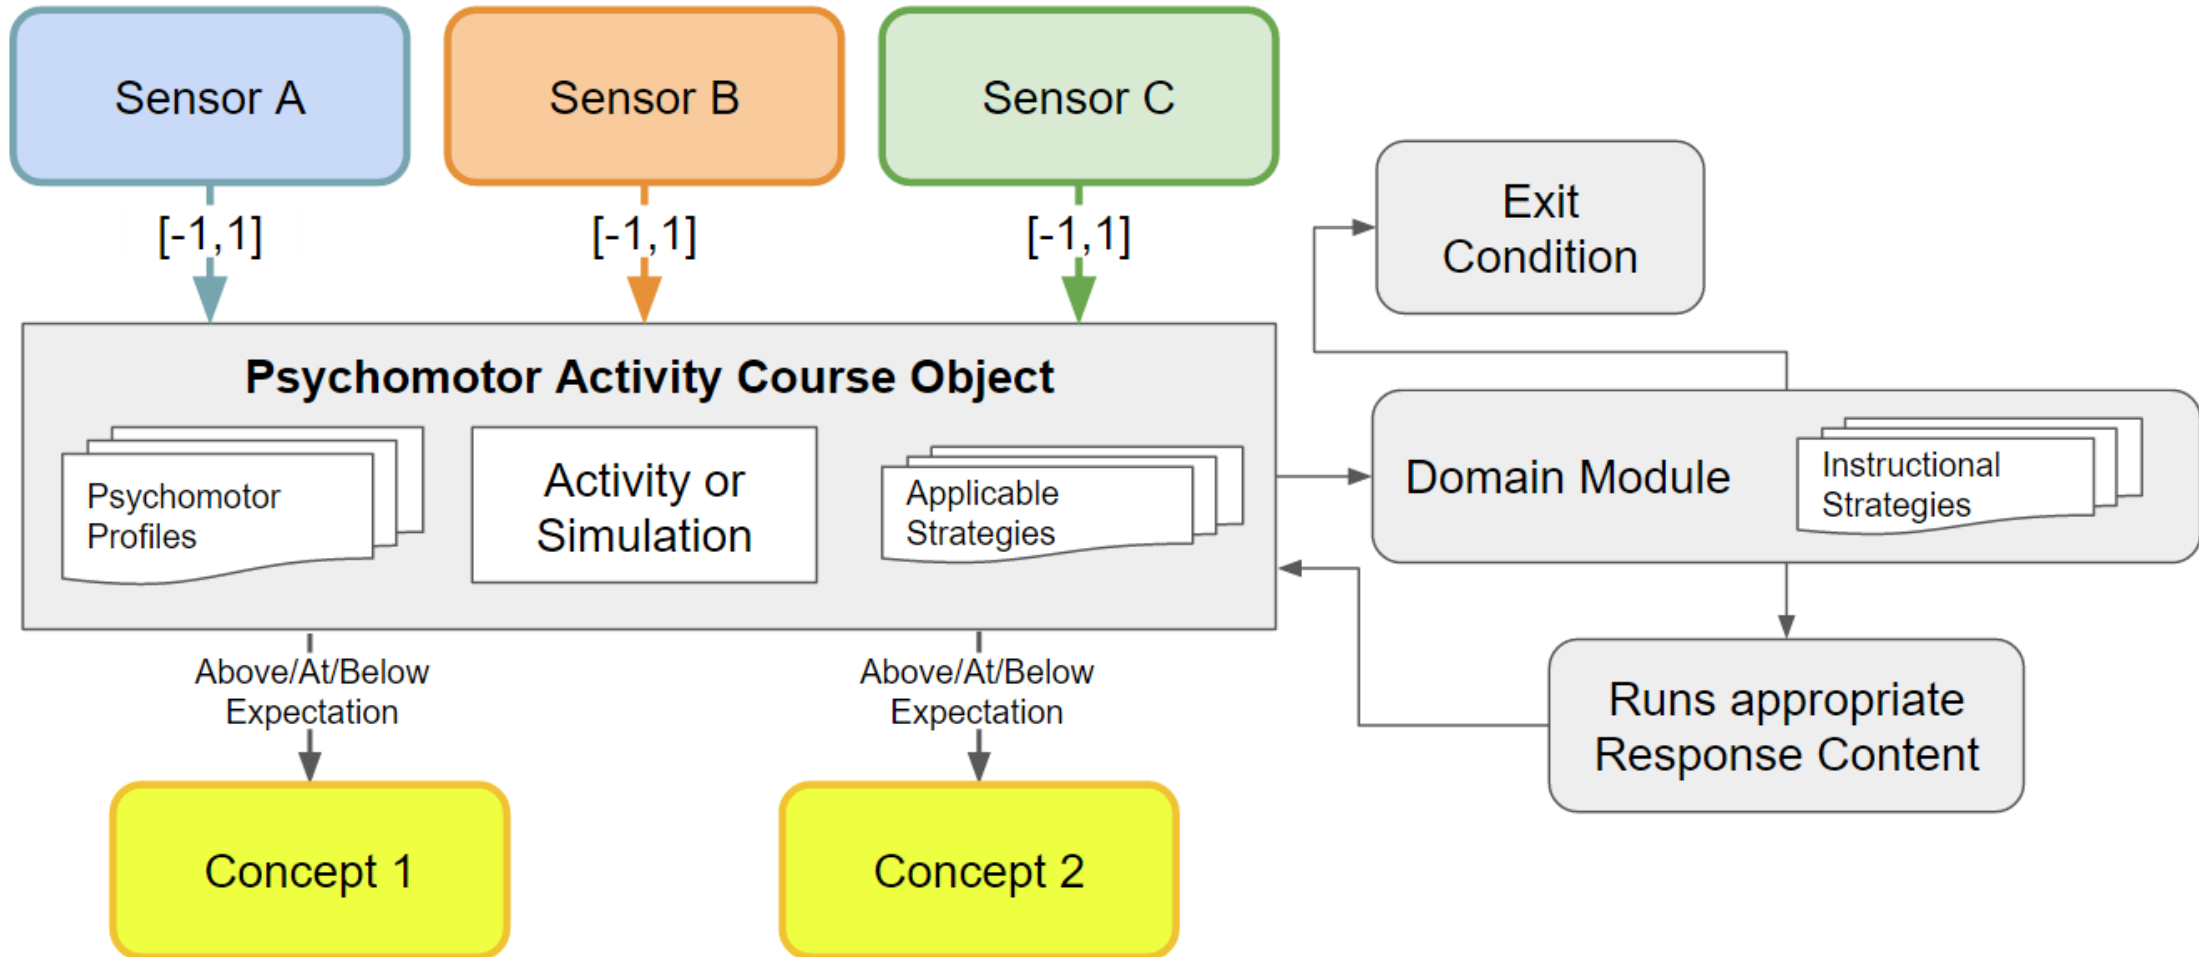 Sensor A
Sensor B
Sensor C
[-1,1]
[-1,1]
[-1,1]
Exit
Condition
Psychomotor Activity Course Object
Psychomotor
Profiles
Activity or
Simulation
Applicable
Strategies
Domain Module
Instructional
Strategies
Above/At/Below
Expectation
Above/At/Below
Expectation
Runs appropriate
Response Content
Concept 1
Concept 2